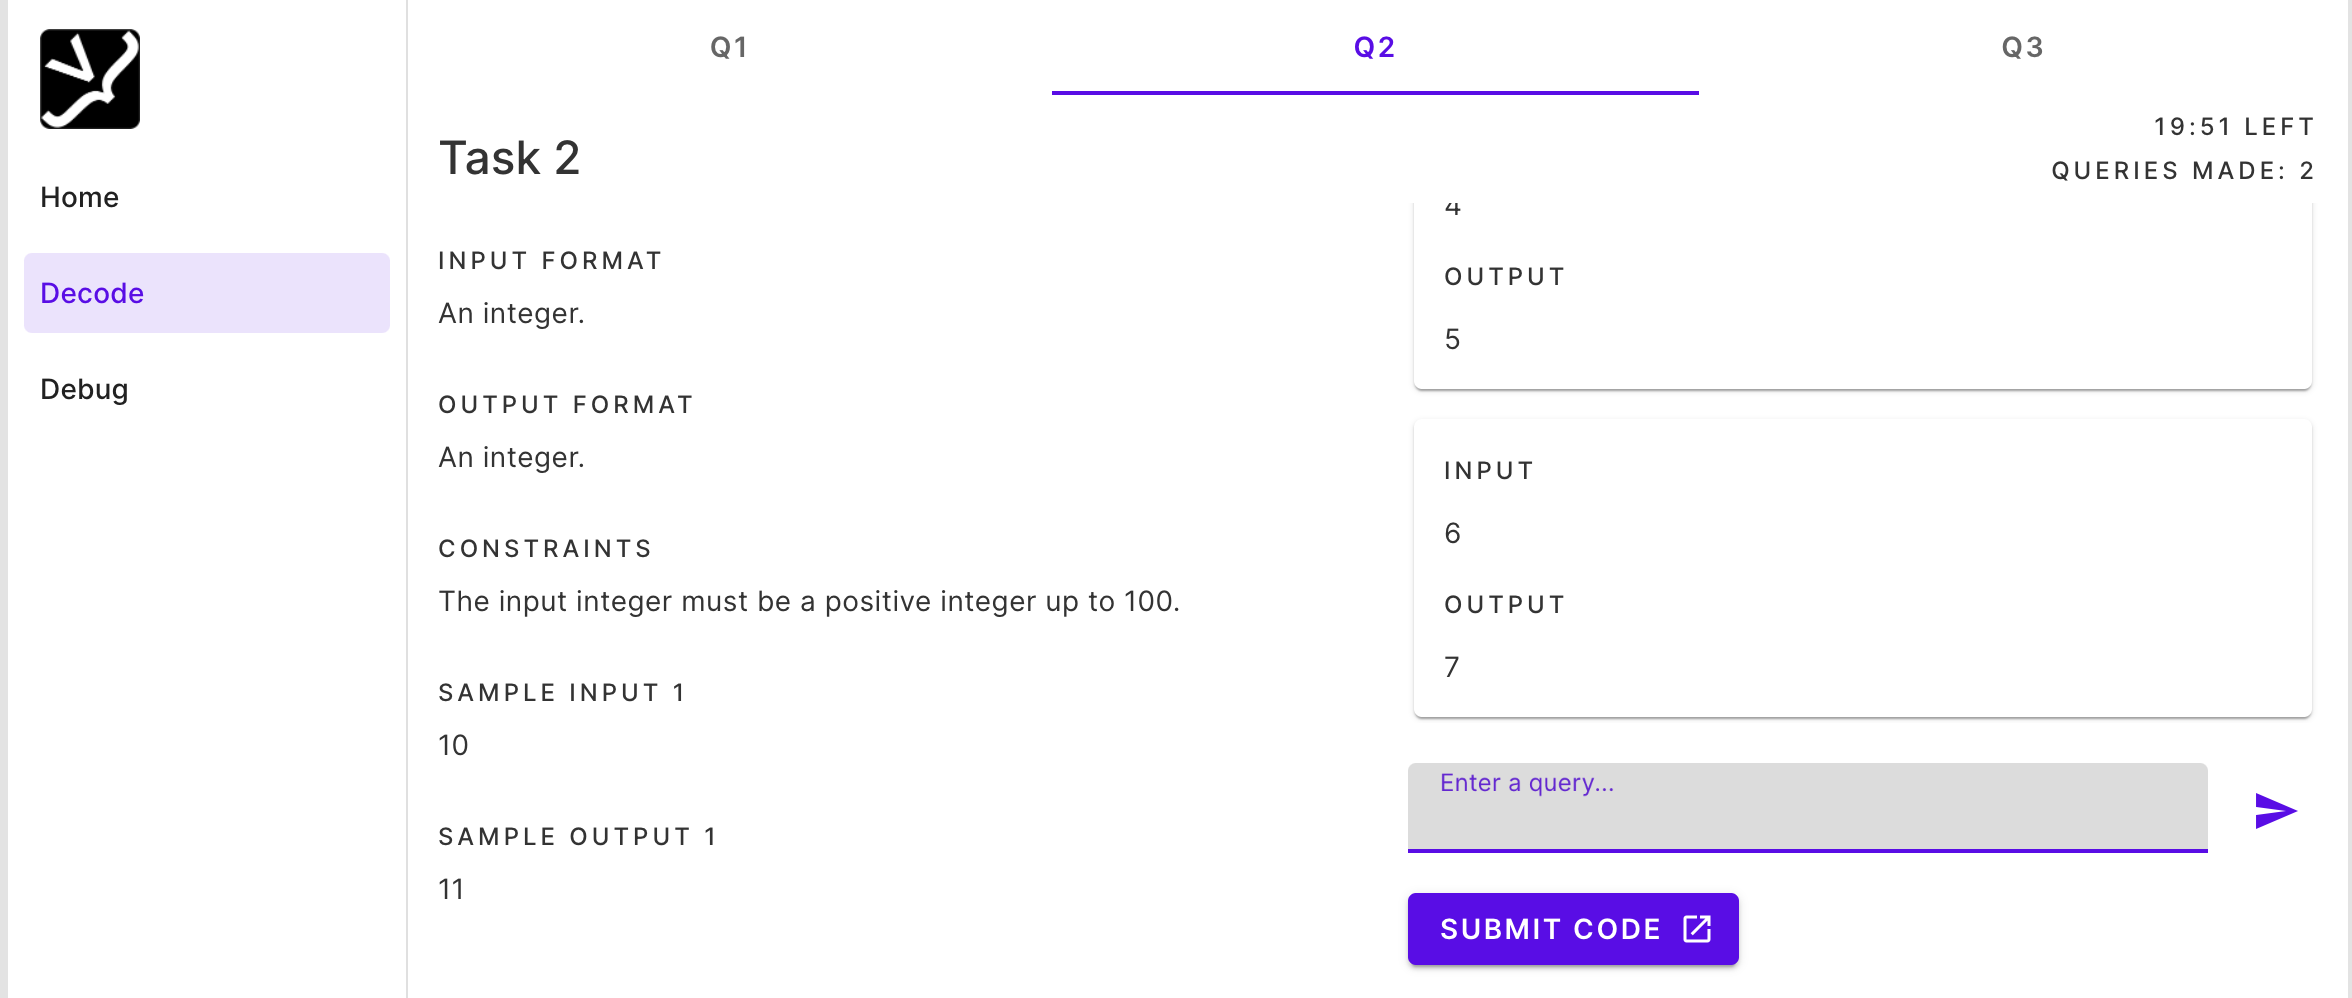 Home
Decode
Debug
Q1
Q2
Q3
Task 2
19:51 LEFT
QUERIES MADE: 2
INPUT FORMAT
An integer.
OUTPUT FORMAT
An integer.
CONSTRAINTS
The input integer must be a positive integer up to 100.
SAMPLE INPUT 1
10
SAMPLE OUTPUT 1
11
4
OUTPUT
5
INPUT
6
OUTPUT
7
Enter a query...
SUBMIT CODE